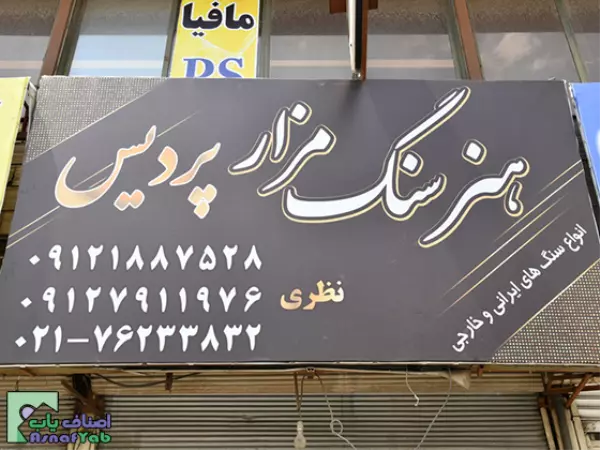 مافیا
PS
هنر سنگ مزار پردیس
۰۹۱۲۱۸۸۷۵۲۸
نظری ۰۹۱۲۷۹۱۱۹۷۶
۰۲۱-۷۶۲۳۳۸۳۲
انواع سنگ های ایرانی و خارجی
اصناف یاب
AsnafYab